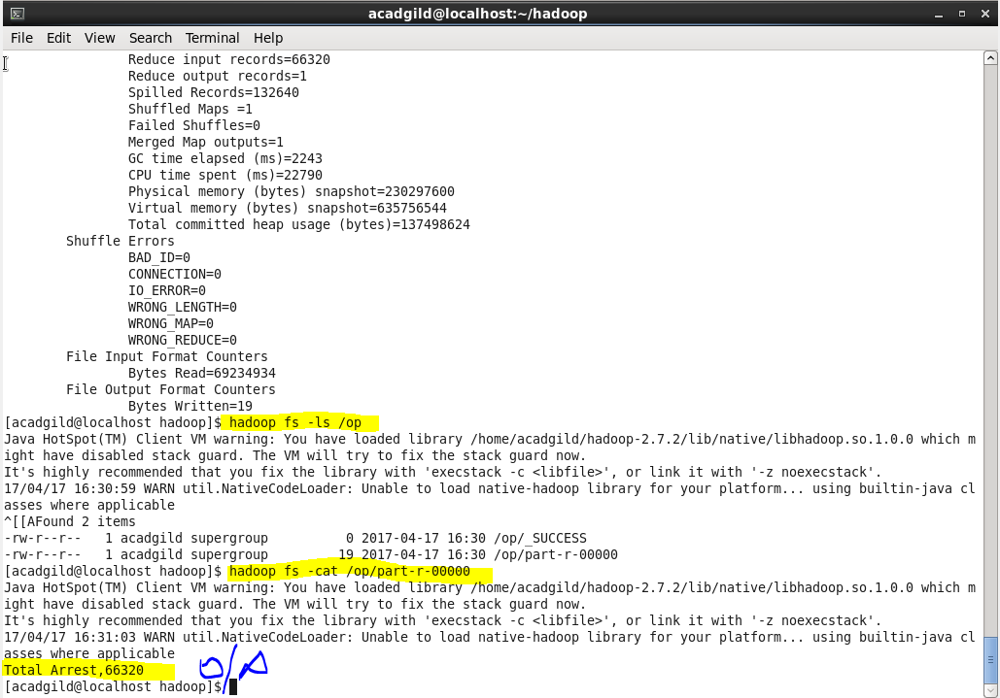 acadgild@localhost:~/hadoop
File Edit View Search Terminal Help
Reduce input records=66320
Reduce output records=1
Spilled Records=132640
Shuffled Maps =1
Failed Shuffles=0
Merged Map outputs=1
GC time elapsed (ms)=2243
CPU time spent (ms)=22790
Physical memory (bytes) snapshot=230297600
Virtual memory (bytes) snapshot=635756544
Total committed heap usage (bytes)=137498624
Shuffle Errors
BAD_ID=0
CONNECTION=0
IO_ERROR=0
WRONG_LENGTH=0
WRONG_MAP=0
WRONG_REDUCE=0
File Input Format Counters
Bytes Read=69234934
File Output Format Counters
Bytes Written=19
[acadgild@localhost hadoop]$ hadoop fs -ls /op
Java HotSpot(TM) Client VM warning: You have loaded library /home/acadgild/hadoop-2.7.2/lib/native/libhadoop.so.1.0.0 which m
ight have disabled stack guard. The VM will try to fix the stack guard now.
It's highly recommended that you fix the library with 'execstack -c <libfile>', or link it with '-z noexecstack'.
17/04/17 16:30:59 WARN util.NativeCodeLoader: Unable to load native-hadoop library for your platform... using builtin-java cl
asses where applicable
^[[AFound 2 items
-rw-r--r--   1 acadgild supergroup          0 2017-04-17 16:30 /op/_SUCCESS
-rw-r--r--   1 acadgild supergroup         19 2017-04-17 16:30 /op/part-r-00000
[acadgild@localhost hadoop]$ hadoop fs -cat /op/part-r-00000
Java HotSpot(TM) Client VM warning: You have loaded library /home/acadgild/hadoop-2.7.2/lib/native/libhadoop.so.1.0.0 which m
ight have disabled stack guard. The VM will try to fix the stack guard now.
It's highly recommended that you fix the library with 'execstack -c <libfile>', or link it with '-z noexecstack'.
17/04/17 16:31:03 WARN util.NativeCodeLoader: Unable to load native-hadoop library for your platform... using builtin-java cl
asses where applicable
Total Arrest,66320
[acadgild@localhost hadoop]$